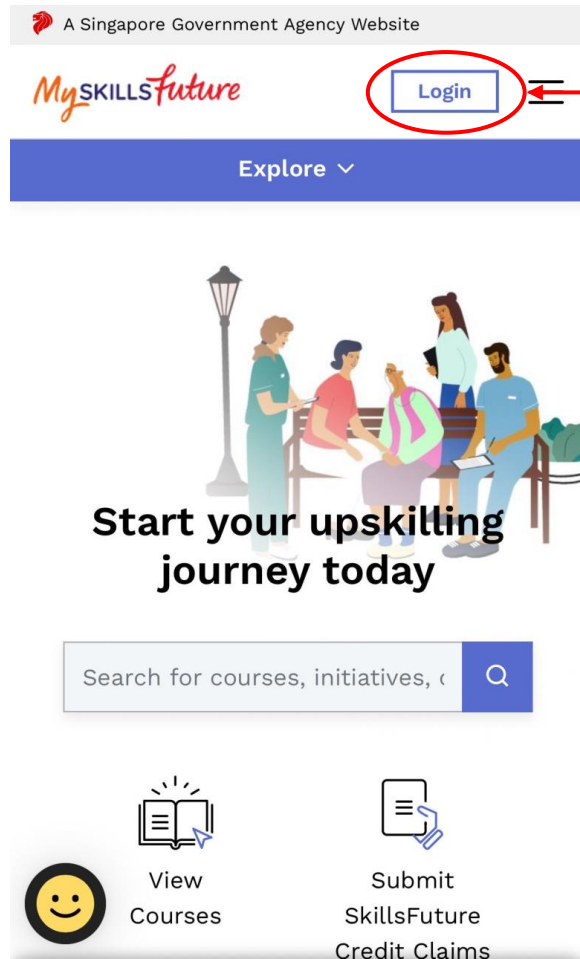 A Singapore Government Agency Website
MySKILLSfuture
Login
Explore
Start your upskilling
journey today
Search for courses, initiatives, c
View
Courses
Submit
SkillsFuture
Credit Claims